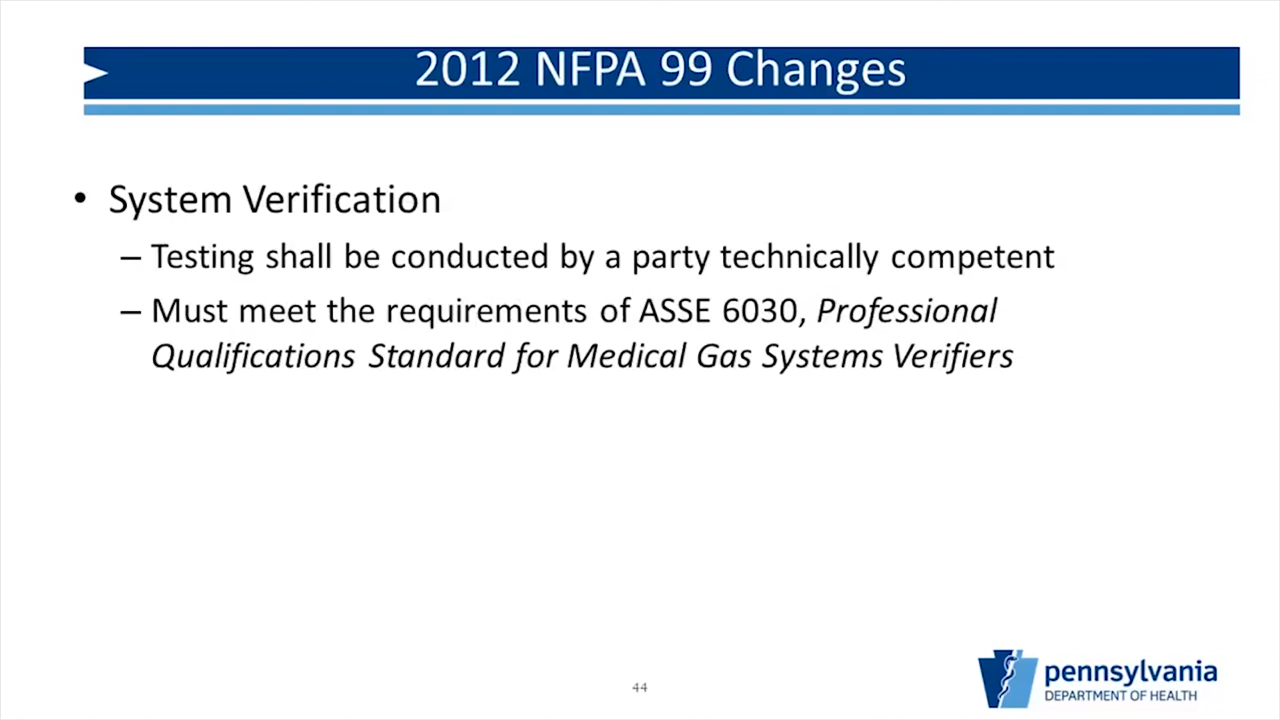 2012 NFPA 99 Changes
• System Verification
– Testing shall be conducted by a party technically competent
– Must meet the requirements of ASSE 6030, Professional
Qualifications Standard for Medical Gas Systems Verifiers
44
pennsylvania
DEPARTMENT OF HEALTH